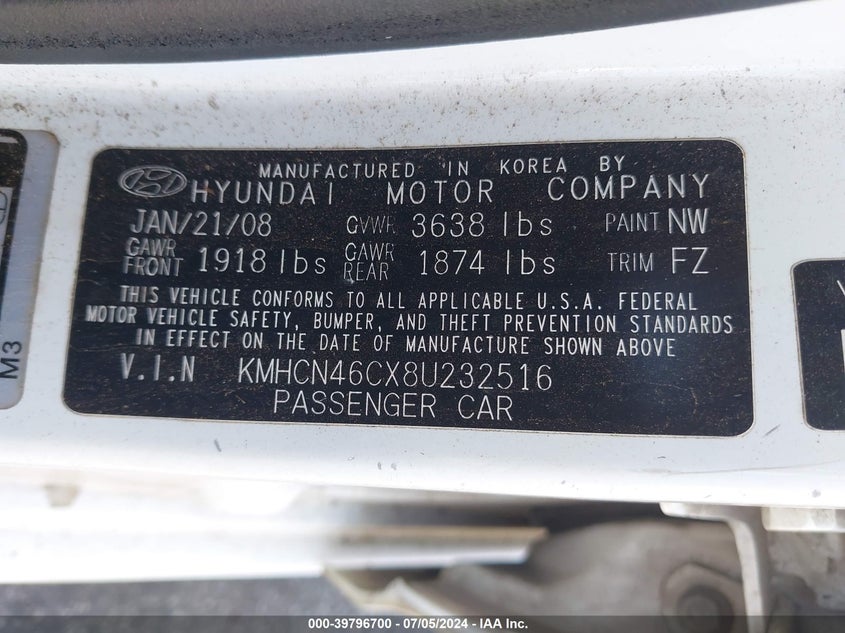 MANUFACTURED IN KOREA BY
HYUNDAI MOTOR COMPANY
JAN/21/08 GVWR 3638 lbs PAINT NW
GAWR FRONT 1918 lbs GAWR REAR 1874 lbs TRIM FZ
THIS VEHICLE CONFORMS TO ALL APPLICABLE U.S.A. FEDERAL
MOTOR VEHICLE SAFETY, BUMPER, AND THEFT PREVENTION STANDARDS
IN EFFECT ON THE DATE OF MANUFACTURE SHOWN ABOVE
V.I.N KMHCN46CX8U232516
PASSENGER CAR
M3
000-39796700 - 07/05/2024 - IAA Inc.